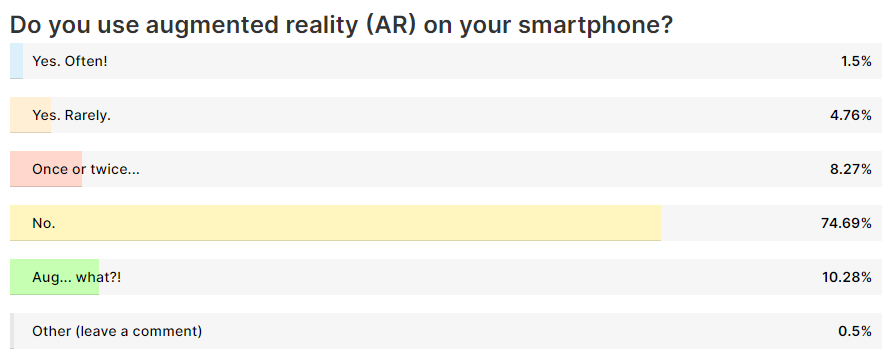 Do you use augmented reality (AR) on your smartphone?
Yes. Often! 1.5%
Yes. Rarely. 4.76%
Once or twice... 8.27%
No. 74.69%
Aug... what?! 10.28%
Other (leave a comment) 0.5%